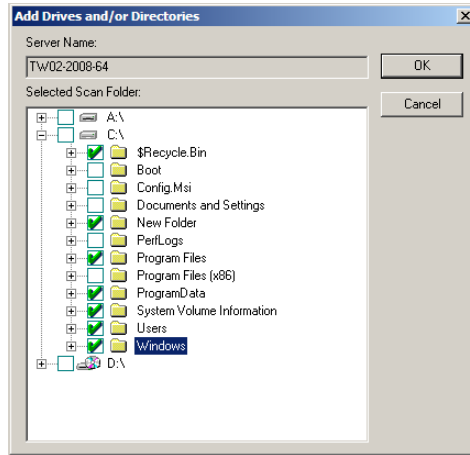 Add Drives and/or Directories
Server Name:
TW02-2008-64
OK
Selected Scan Folder:
Cancel
A:\
C:\
$Recycle.Bin
Boot
Config.Msi
Documents and Settings
New Folder
PerfLogs
Program Files
Program Files (x86)
ProgramData
System Volume Information
Users
Windows
D:\